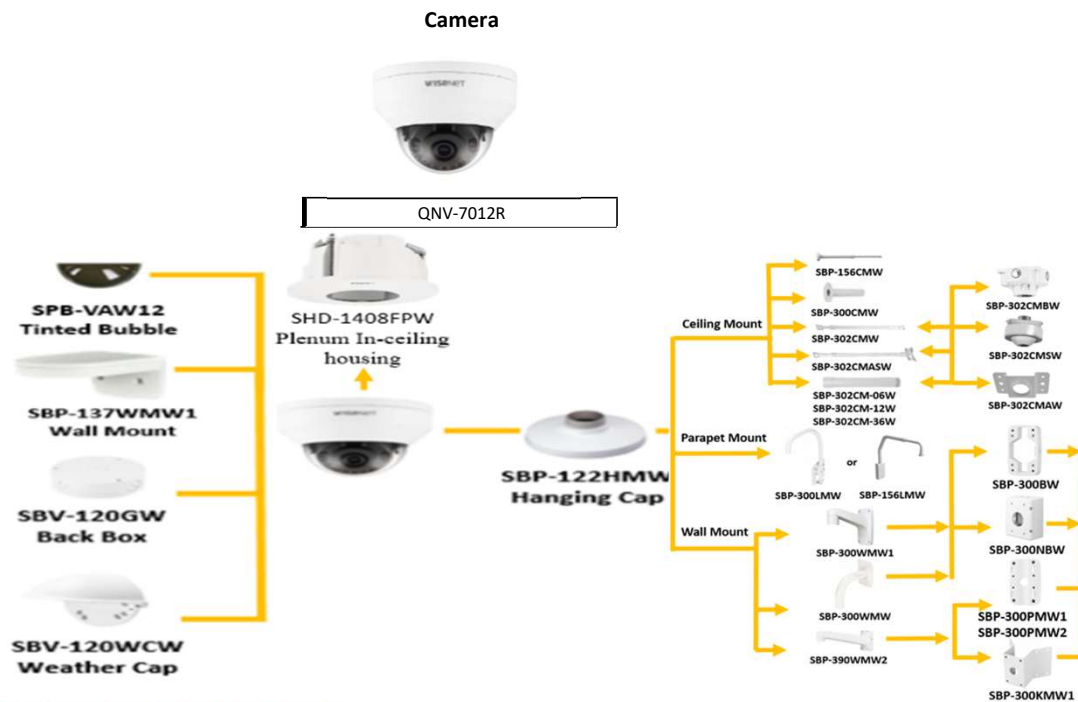 Camera
WISENET
QNV-7012R
SPB-VAW12
Tinted Bubble
SBP-137WMW1
Wall Mount
SBV-120GW
Back Box
SBV-120WCW
Weather Cap
SHD-1408FPW
Plenum In-ceiling
housing
WISENET
SBP-122HMW
Hanging Cap
Ceiling Mount
SBP-156CMW
SBP-300CMW
SBP-302CMW
SBP-302CMASW
SBP-302CM-06W
SBP-302CM-12W
SBP-302CM-36W
SBP-302CMBW
SBP-302CMSW
SBP-302CMAW
Parapet Mount
SBP-300LMW
or
SBP-156LMW
Wall Mount
SBP-300WMW1
SBP-300WMW
SBP-390WMW2
SBP-300BW
SBP-300NBW
SBP-300PMW1
SBP-300PMW2
SBP-300KMW1